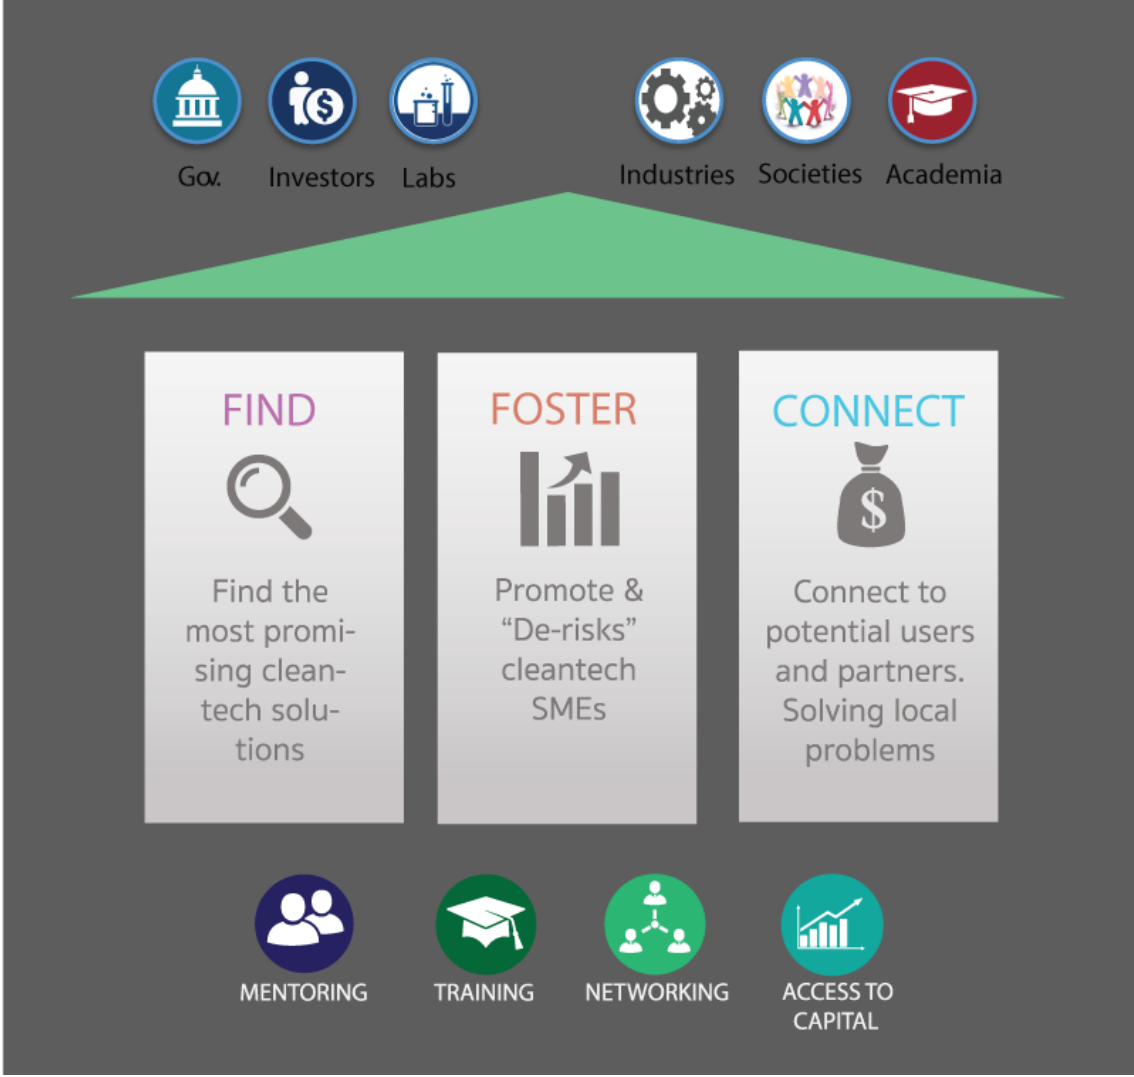 Gov. Investors Labs Industries Societies Academia
FIND
Find the
most promi-
sing clean-
tech solu-
tions
FOSTER
Promote &
“De-risks”
cleantech
SMEs
CONNECT
$
Connect to
potential users
and partners.
Solving local
problems
MENTORING
TRAINING
NETWORKING
ACCESS TO
CAPITAL